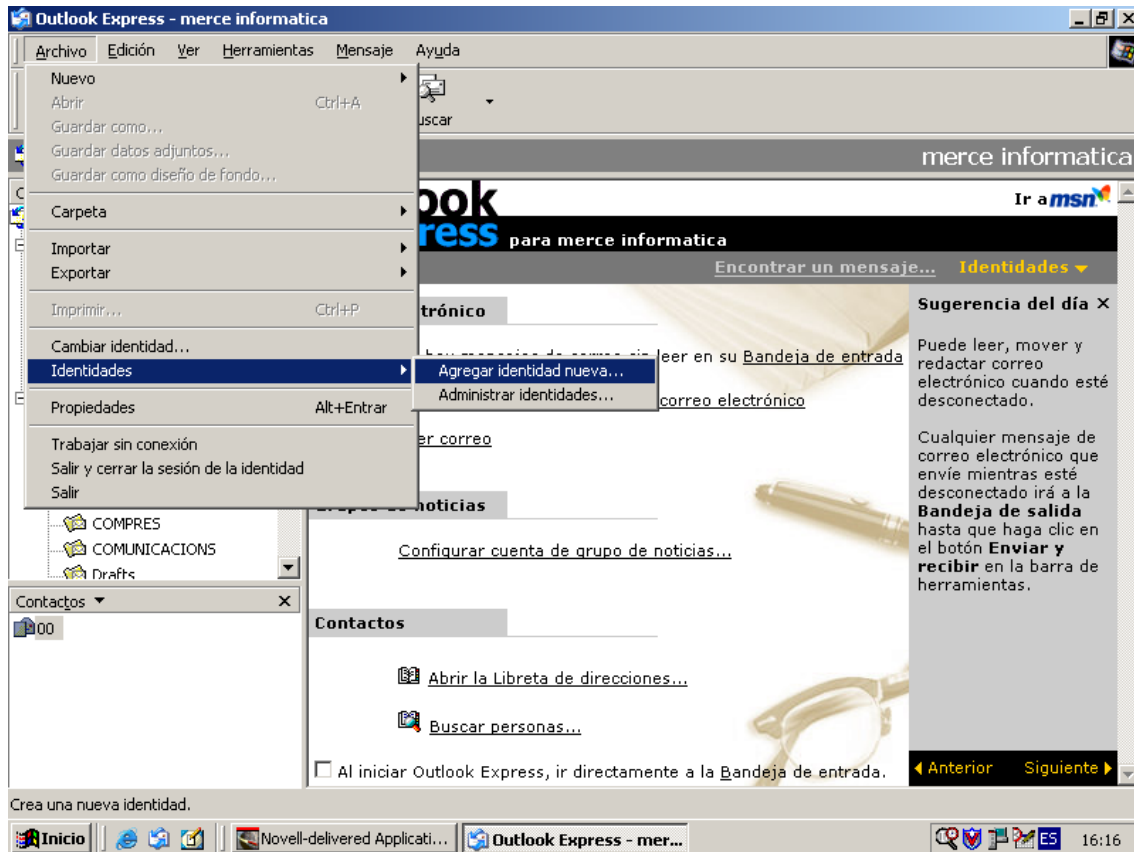 Outlook Express - merce informatica
Archivo Edición Ver Herramientas Mensaje Ayuda
Nuevo
Abrir Ctrl+A
Guardar como...
Guardar datos adjuntos...
Guardar como diseño de fondo...
Carpeta
Importar
Exportar
Imprimir... Ctrl+P
Cambiar identidad...
Identidades
Propiedades Alt+Entrar
Trabajar sin conexión
Salir y cerrar la sesión de la identidad
Salir
Agregar identidad nueva...
Administrar identidades...
uscar
merce informatica
ook
ress para merce informatica
Ir a msn
Encontrar un mensaje... Identidades
trónico
leer en su Bandeja de entrada
correo electrónico
er correo
noticias
Configurar cuenta de grupo de noticias...
Contactos
Abrir la Libreta de direcciones...
Buscar personas...
Al iniciar Outlook Express, ir directamente a la Bandeja de entrada.
Sugerencia del día X
Puede leer, mover y
redactar correo
electrónico cuando esté
desconectado.
Cualquier mensaje de
correo electrónico que
envíe mientras esté
desconectado irá a la
Bandeja de salida
hasta que haga clic en
el botón Enviar y
recibir en la barra de
herramientas.
Anterior Siguiente
COMPRES
COMUNICACIONS
Drafts
Contactos
00
Crea una nueva identidad.
Inicio Novell-delivered Applicati... Outlook Express - mer... ES 16:16